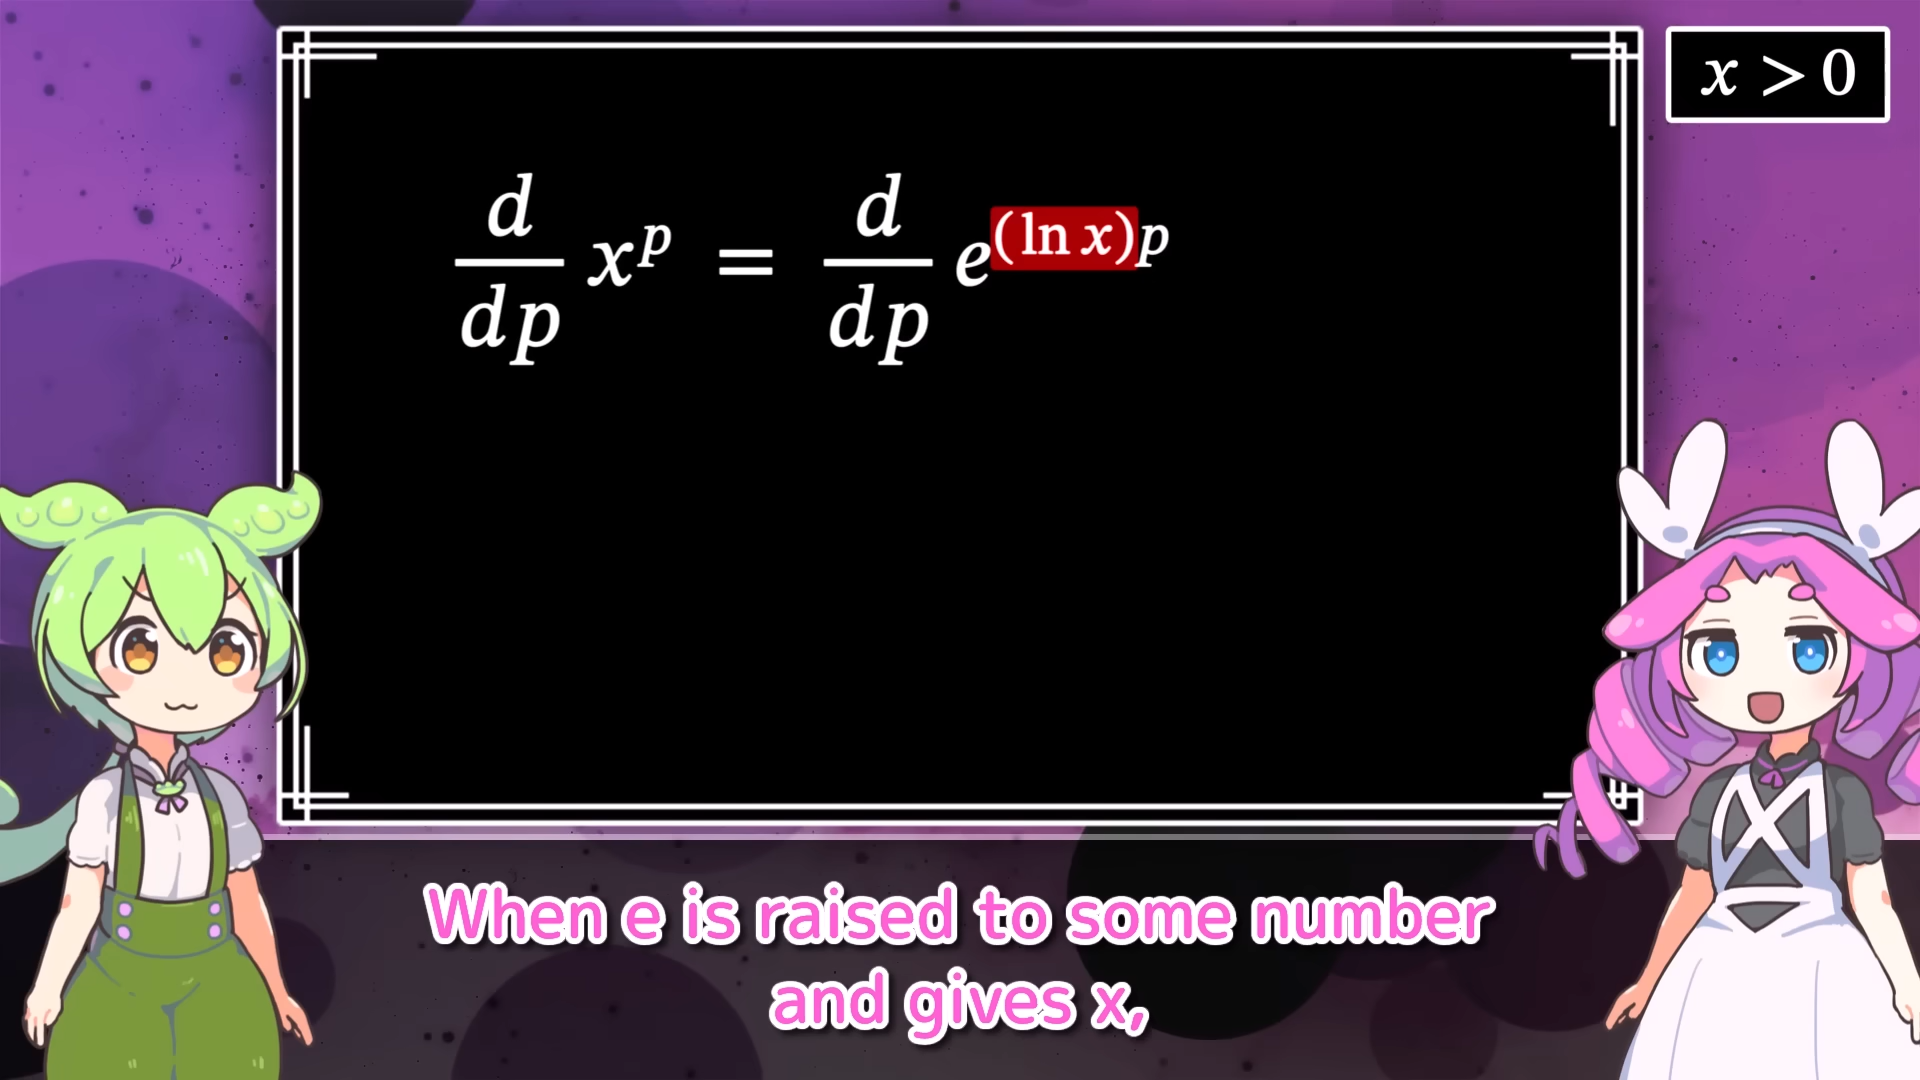 x > 0
d/dp x^p = d/dp e^(ln x)p
When e is raised to some number
and gives x,